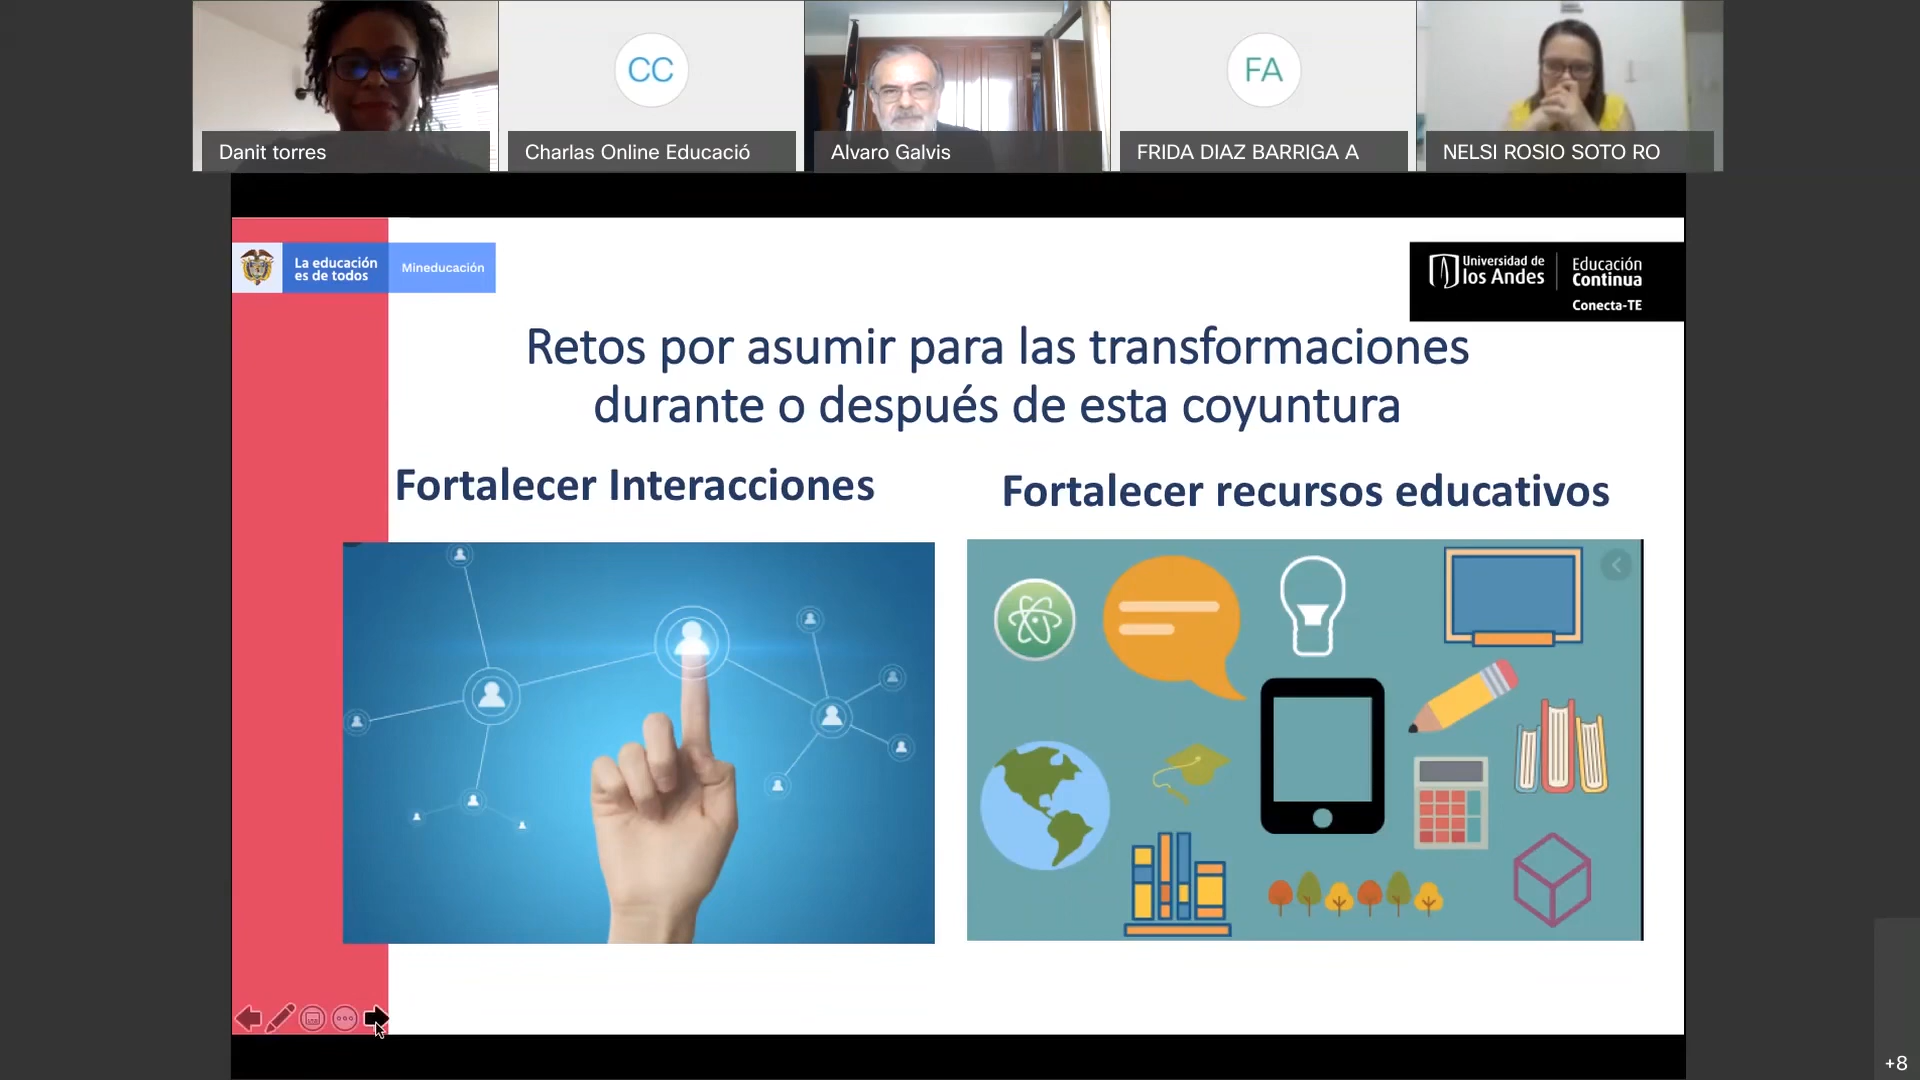 Danit torres
CC
Charlas Online Educació
Alvaro Galvis
FA
FRIDA DIAZ BARRIGA A
NELSI ROSIO SOTO RO
La educación
es de todos
Mineducación
Universidad de
los Andes
Educación
Continua
Conecta-TE
Retos por asumir para las transformaciones
durante o después de esta coyuntura
Fortalecer Interacciones
Fortalecer recursos educativos
+8